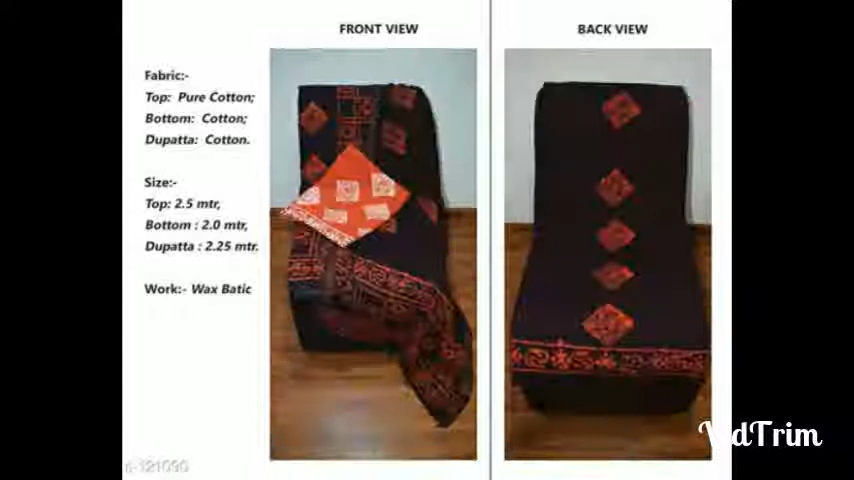 FRONT VIEW
BACK VIEW
Fabric:-
Top: Pure Cotton;
Bottom: Cotton;
Dupatta: Cotton.
Size:-
Top: 2.5 mtr,
Bottom : 2.0 mtr,
Dupatta : 2.25 mtr.
Work:- Wax Batic
VidTrim